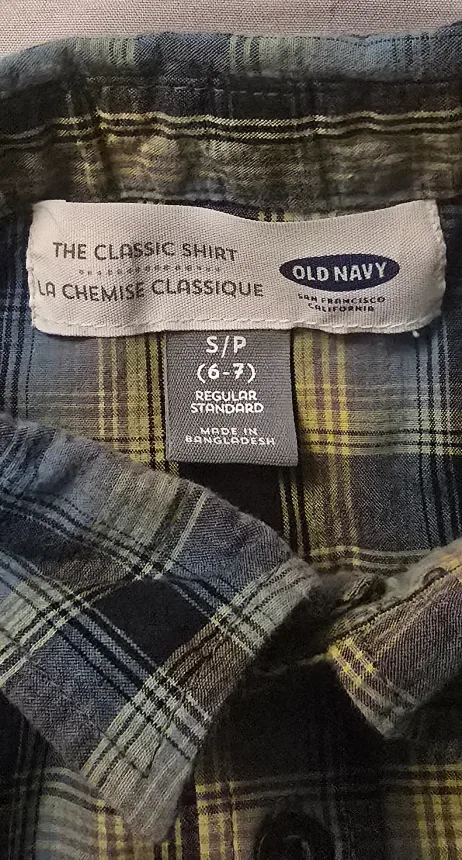 THE CLASSIC SHIRT
LA CHEMISE CLASSIQUE
OLD NAVY
SAN FRANCISCO
CALIFORNIA
S/P
(6-7)
REGULAR
STANDARD
MADE IN
BANGLADESH